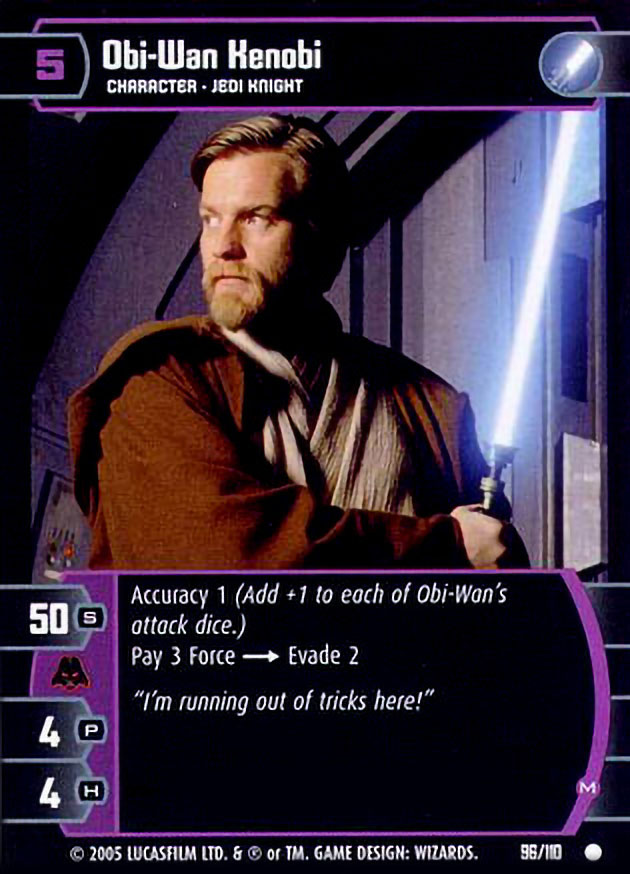 5
Obi-Wan Kenobi
CHARACTER • JEDI KNIGHT
50 S
4 P
4 H
Accuracy 1 (Add +1 to each of Obi-Wan's
attack dice.)
Pay 3 Force → Evade 2
"I'm running out of tricks here!"
M
© 2005 LUCASFILM LTD. & ® or TM. GAME DESIGN: WIZARDS. 96/110